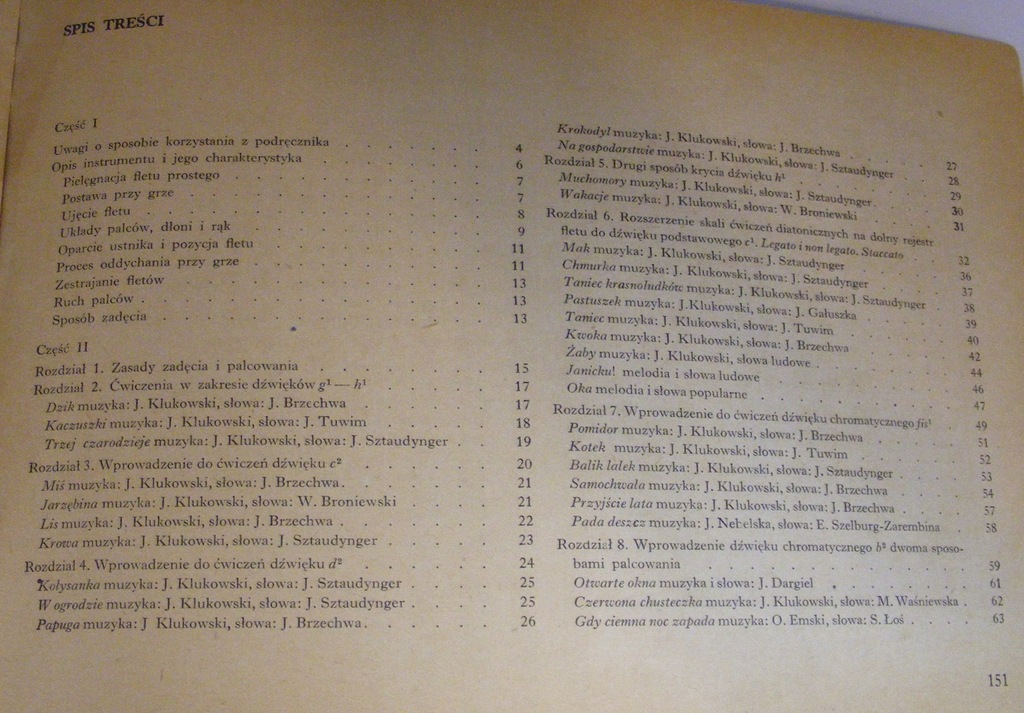 SPIS TREŚCI
Część I
Uwagi o sposobie korzystania z podręcznika . . . . . . . . 4
Opis instrumentu i jego charakterystyka . . . . . . . . 6
Pielęgnacja fletu prostego . . . . . . . . 7
Postawa przy grze . . . . . . . . 7
Ujęcie fletu . . . . . . . . 8
Układy palców, dłoni i rąk . . . . . . . . 9
Oparcie ustnika i pozycja fletu . . . . . . . . 11
Proces oddychania przy grze . . . . . . . . 11
Zestrajanie fletów . . . . . . . . 13
Ruch palców . . . . . . . . 13
Sposób zadęcia . . . . . . . . 13
Część II
Rozdział 1. Zasady zadęcia i palcowania . . . . . . 15
Rozdział 2. Ćwiczenia w zakresie dźwięków g¹ — h¹ . . . . 17
Dzik muzyka: J. Klukowski, słowa: J. Brzechwa . . . . 17
Kaczuszki muzyka: J. Klukowski, słowa: J. Tuwim . . . . 18
Trzej czarodzieje muzyka: J. Klukowski, słowa: J. Sztaudynger . . 19
Rozdział 3. Wprowadzenie do ćwiczeń dźwięku c² . . . . . 20
Miś muzyka: J. Klukowski, słowa: J. Brzechwa . . . . . 21
Jarzębina muzyka: J. Klukowski, słowa: W. Broniewski . . . 21
Lis muzyka: J. Klukowski, słowa: J. Brzechwa . . . . . 22
Krowa muzyka: J. Klukowski, słowa: J. Sztaudynger . . . . 23
Rozdział 4. Wprowadzenie do ćwiczeń dźwięku d² . . . . . 24
Kołysanka muzyka: J. Klukowski, słowa: J. Sztaudynger . . . 25
W ogrodzie muzyka: J. Klukowski, słowa: J. Sztaudynger . . . 25
Papuga muzyka: J Klukowski, słowa: J. Brzechwa . . . . 26
Krokodyl muzyka: J. Klukowski, słowa: J. Brzechwa . . . . 27
Na gospodarstwie muzyka: J. Klukowski, słowa: J. Sztaudynger . . 28
Rozdział 5. Drugi sposób krycia dźwięku h¹ . . . . . 29
Muchomory muzyka: J. Klukowski, słowa: J. Sztaudynger . . . 30
Wakacje muzyka: J. Klukowski, słowa: W. Broniewski . . . 31
Rozdział 6. Rozszerzenie skali ćwiczeń diatonicznych na dolny rejestr
fletu do dźwięku podstawowego c¹. Legato i non legato. Staccato . . 32
Mak muzyka: J. Klukowski, słowa: J. Sztaudynger . . . . 36
Chmurka muzyka: J. Klukowski, słowa: J. Sztaudynger . . . 37
Taniec krasnoludków muzyka: J. Klukowski, słowa: J. Sztaudynger . 38
Pastuszek muzyka: J.Klukowski, słowa: J. Gałuszka . . . . 39
Taniec muzyka: J. Klukowski, słowa: J. Tuwim . . . . . 40
Kwoka muzyka: J. Klukowski, słowa: J. Brzechwa . . . . 42
Żaby muzyka: J. Klukowski, słowa ludowe . . . . . 44
Janicku! melodia i słowa ludowe . . . . . . 46
Oka melodia i słowa popularne . . . . . . 47
Rozdział 7. Wprowadzenie do ćwiczeń dźwięku chromatycznego fis¹ . 49
Pomidor muzyka: J. Klukowski, słowa: J. Brzechwa . . . . 51
Kotek muzyka: J. Klukowski, słowa: J. Tuwim . . . . . 52
Balik lalek muzyka: J. Klukowski, słowa: J. Sztaudynger . . . 53
Samochwała muzyka: J. Klukowski, słowa: J. Brzechwa . . . 54
Przyjście lata muzyka: J. Klukowski, słowa: J. Brzechwa . . . 57
Pada deszcz muzyka: J. Nebelska, słowa: E. Szelburg-Zarembina . 58
Rozdział 8. Wprowadzenie dźwięku chromatycznego b² dwoma sposo-
bami palcowania . . . . . . . . . 59
Otwarte okna muzyka i słowa: J. Dargiel . . . . . 61
Czerwona chusteczka muzyka: J. Klukowski, słowa: M. Waśniewska . 62
Gdy ciemna noc zapada muzyka: O. Emski, słowa: S. Łoś . . . . 63
151